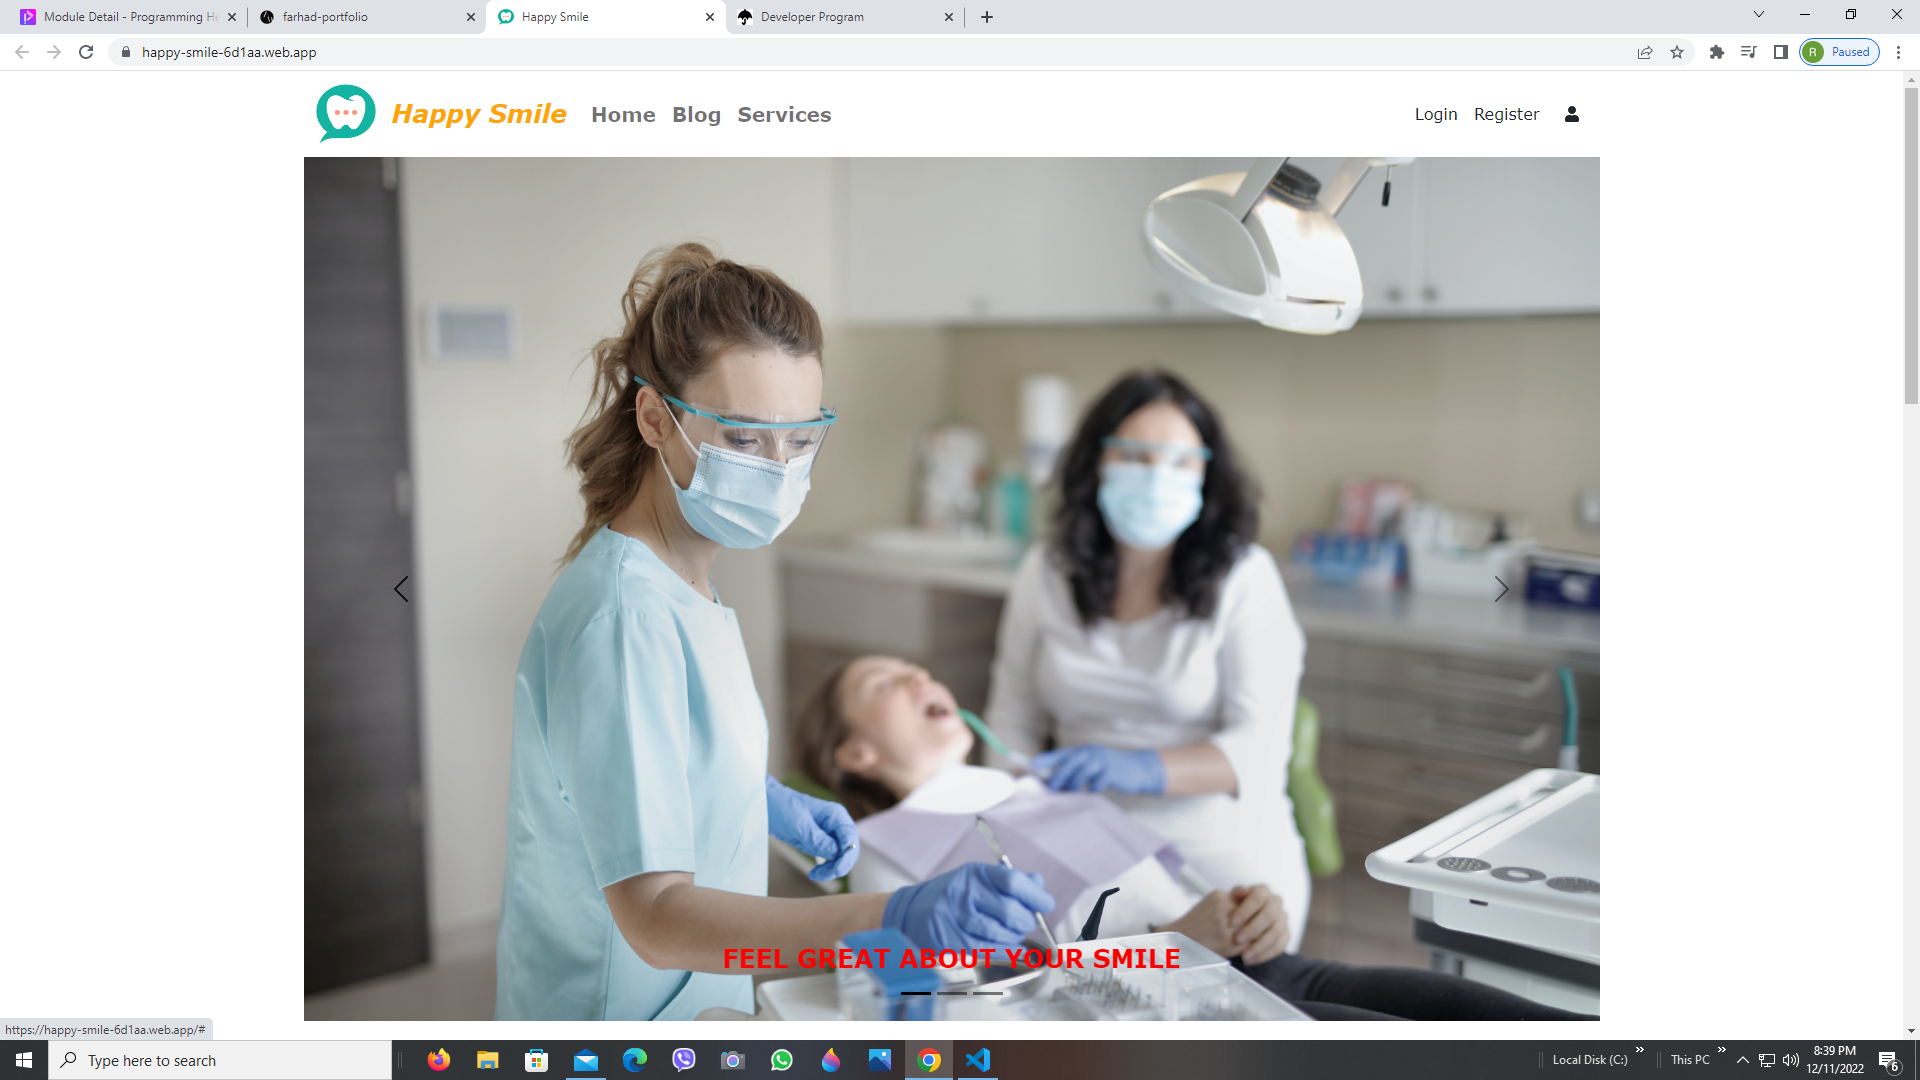 Module Detail - Programming He
farhad-portfolio
Happy Smile
Developer Program
happy-smile-6d1aa.web.app
R Paused
Happy Smile Home Blog Services Login Register
FEEL GREAT ABOUT YOUR SMILE
https://happy-smile-6d1aa.web.app/#
Type here to search
Local Disk (C:) »
This PC »
8:39 PM
12/11/2022
6